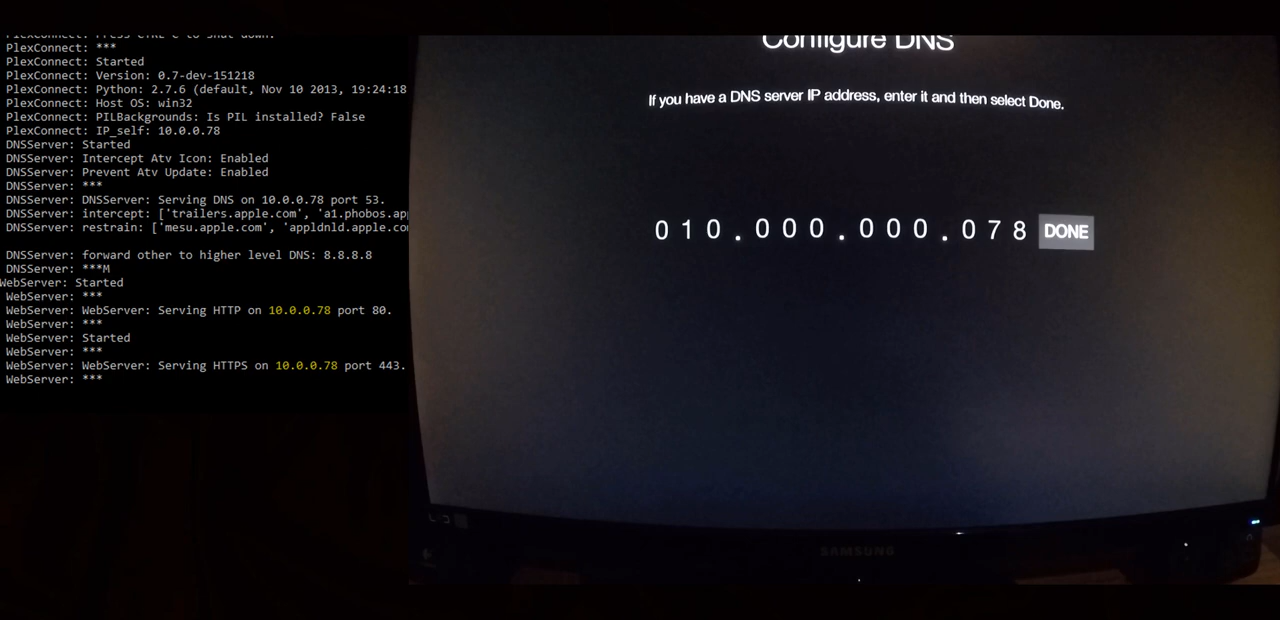 PlexConnect: Press CTRL-C to shut down.
PlexConnect: ***
PlexConnect: Started
PlexConnect: Version: 0.7-dev-151218
PlexConnect: Python: 2.7.6 (default, Nov 10 2013, 19:24:18
PlexConnect: Host OS: win32
PlexConnect: PILBackgrounds: Is PIL installed? False
PlexConnect: IP_self: 10.0.0.78
DNSServer: Started
DNSServer: Intercept Atv Icon: Enabled
DNSServer: Prevent Atv Update: Enabled
DNSServer: ***
DNSServer: DNSServer: Serving DNS on 10.0.0.78 port 53.
DNSServer: intercept: ['trailers.apple.com', 'a1.phobos.ap
DNSServer: restrain: ['mesu.apple.com', 'appldnld.apple.co
DNSServer: forward other to higher level DNS: 8.8.8.8
DNSServer: ***M
WebServer: Started
WebServer: ***
WebServer: WebServer: Serving HTTP on 10.0.0.78 port 80.
WebServer: ***
WebServer: Started
WebServer: ***
WebServer: WebServer: Serving HTTPS on 10.0.0.78 port 443.
WebServer: ***
Configure DNS
If you have a DNS server IP address, enter it and then select Done.
010.000.000.078 DONE
SAMSUNG